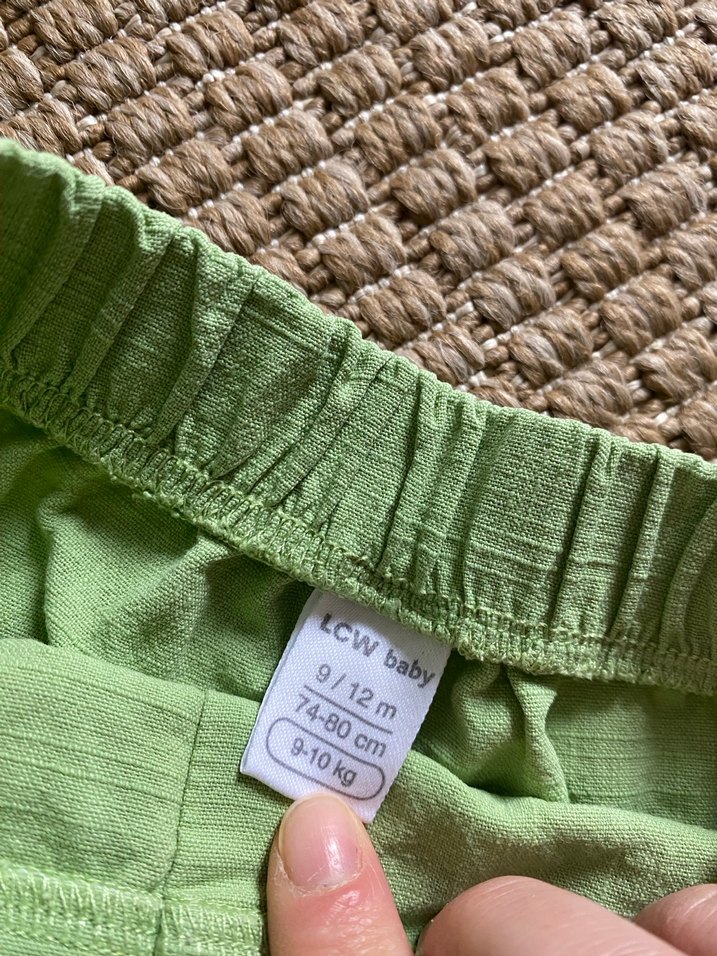 LCW baby
9 / 12 m
74-80 cm
9-10 kg